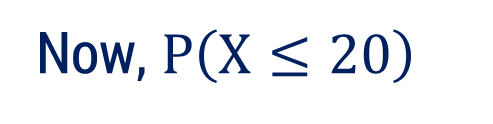 Now, P(X ≤ 20)